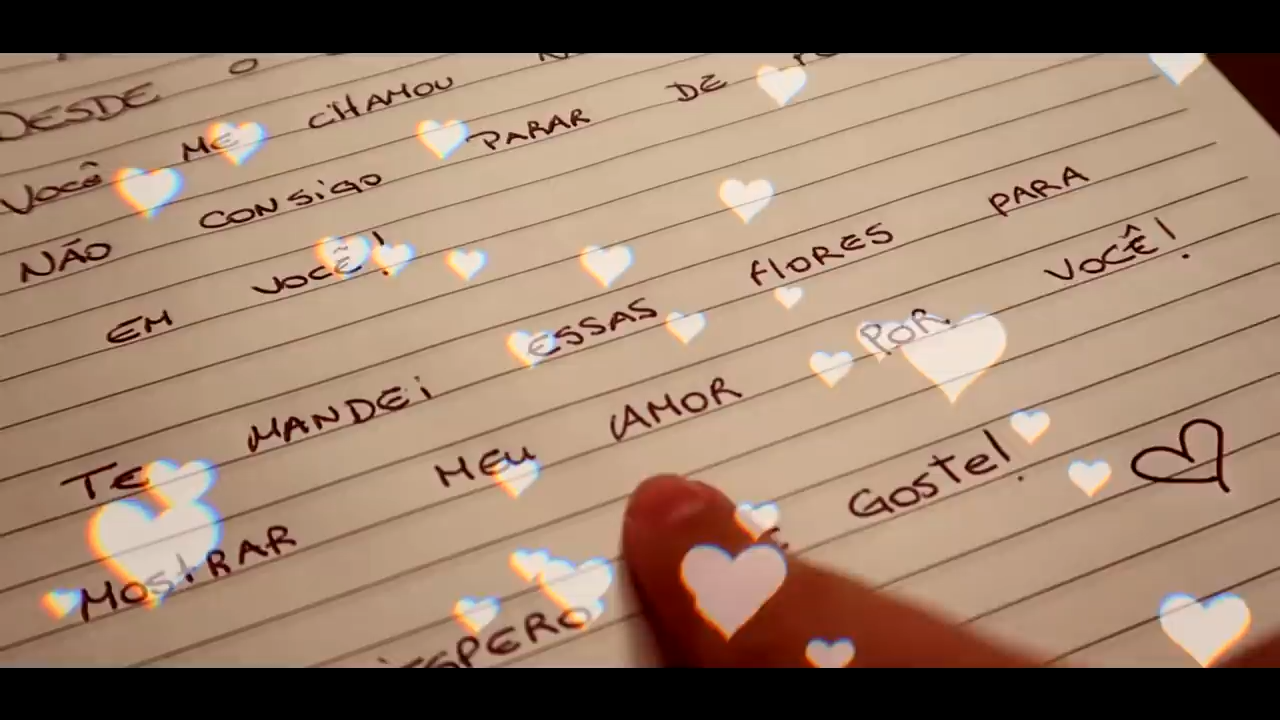 DESDE O
VOCÊ ME CHAMOU
NÃO CONSIGO PARAR DE
EM VOCÊ!
TE MANDEI ESSAS FLORES PARA
MOSTRAR MEU AMOR POR VOCÊ!
ESPERO GOSTE!